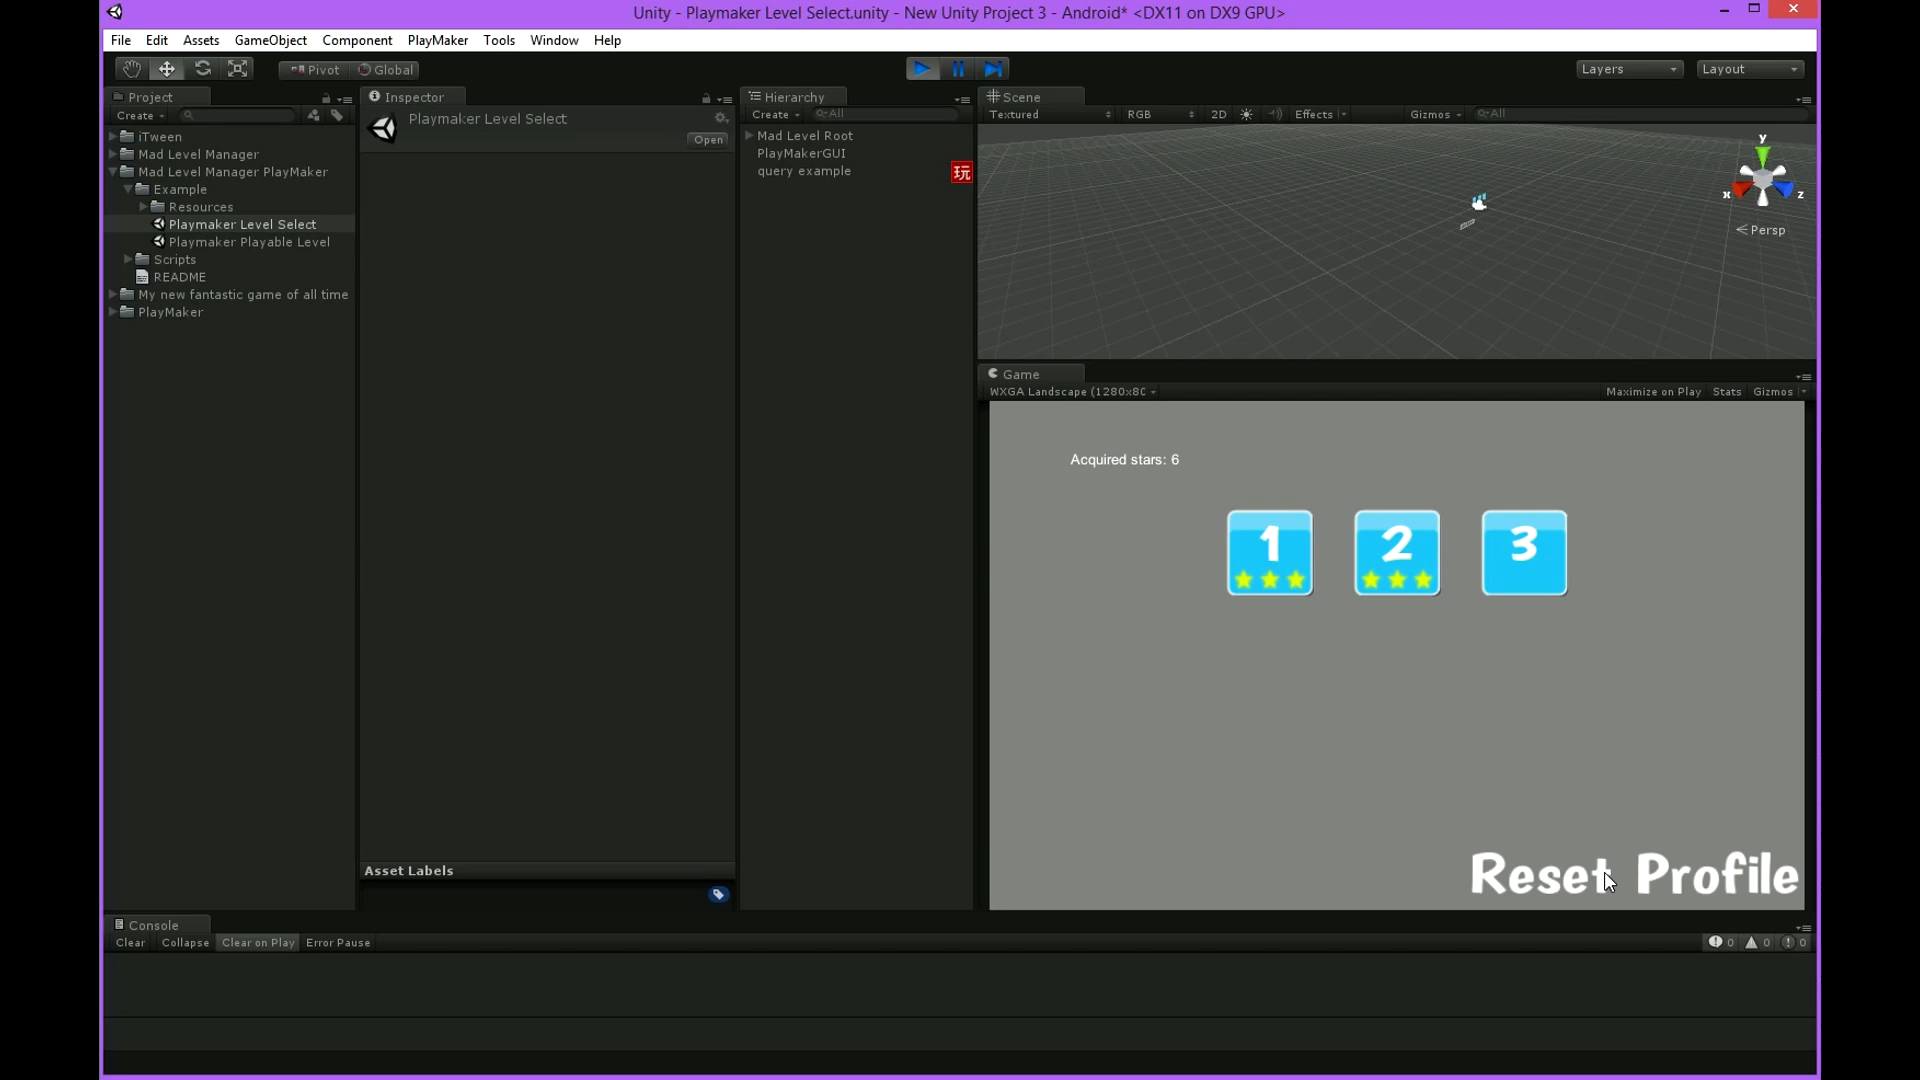 Unity - Playmaker Level Select.unity - New Unity Project 3 - Android* <DX11 on DX9 GPU>
File Edit Assets GameObject Component PlayMaker Tools Window Help
Pivot Global Layers Layout
Project
Create
iTween
Mad Level Manager
Mad Level Manager PlayMaker
Example
Resources
Playmaker Level Select
Playmaker Playable Level
Scripts
README
My new fantastic game of all time
PlayMaker
Inspector
Playmaker Level Select
Open
Asset Labels
Hierarchy
Create All
Mad Level Root
PlayMakerGUI
query example
玩
Scene
Textured RGB 2D Effects Gizmos All
y
x z
Persp
Game
WXGA Landscape (1280x80 Maximize on Play Stats Gizmos
Acquired stars: 6
1 2 3
Reset Profile
Console
Clear Collapse Clear on Play Error Pause 0 0 0